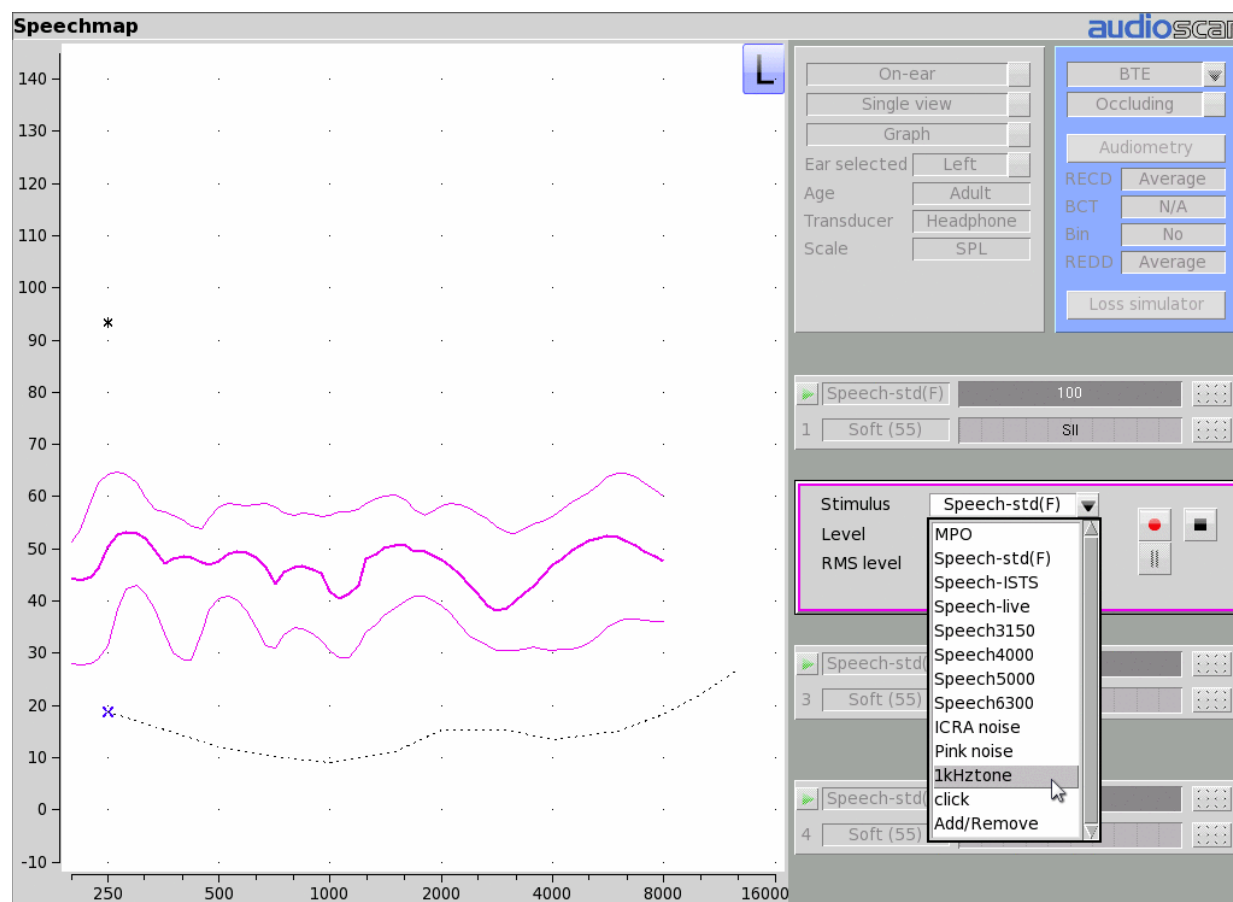 Speechmap
audioscan
140
130
120
110
100
90
80
70
60
50
40
30
20
10
0
-10
250
500
1000
2000
4000
8000
16000
L
On-ear
Single view
Graph
Ear selected Left
Age Adult
Transducer Headphone
Scale SPL
BTE
Occluding
Audiometry
RECD Average
BCT N/A
Bin No
REDD Average
Loss simulator
Speech-std(F) 100
1 Soft (55) SII
Stimulus Speech-std(F)
Level
RMS level
MPO
Speech-std(F)
Speech-ISTS
Speech-live
Speech3150
Speech4000
Speech5000
Speech6300
ICRA noise
Pink noise
1kHztone
click
Add/Remove
Speech-std(
3 Soft (55)
Speech-std(
4 Soft (55)